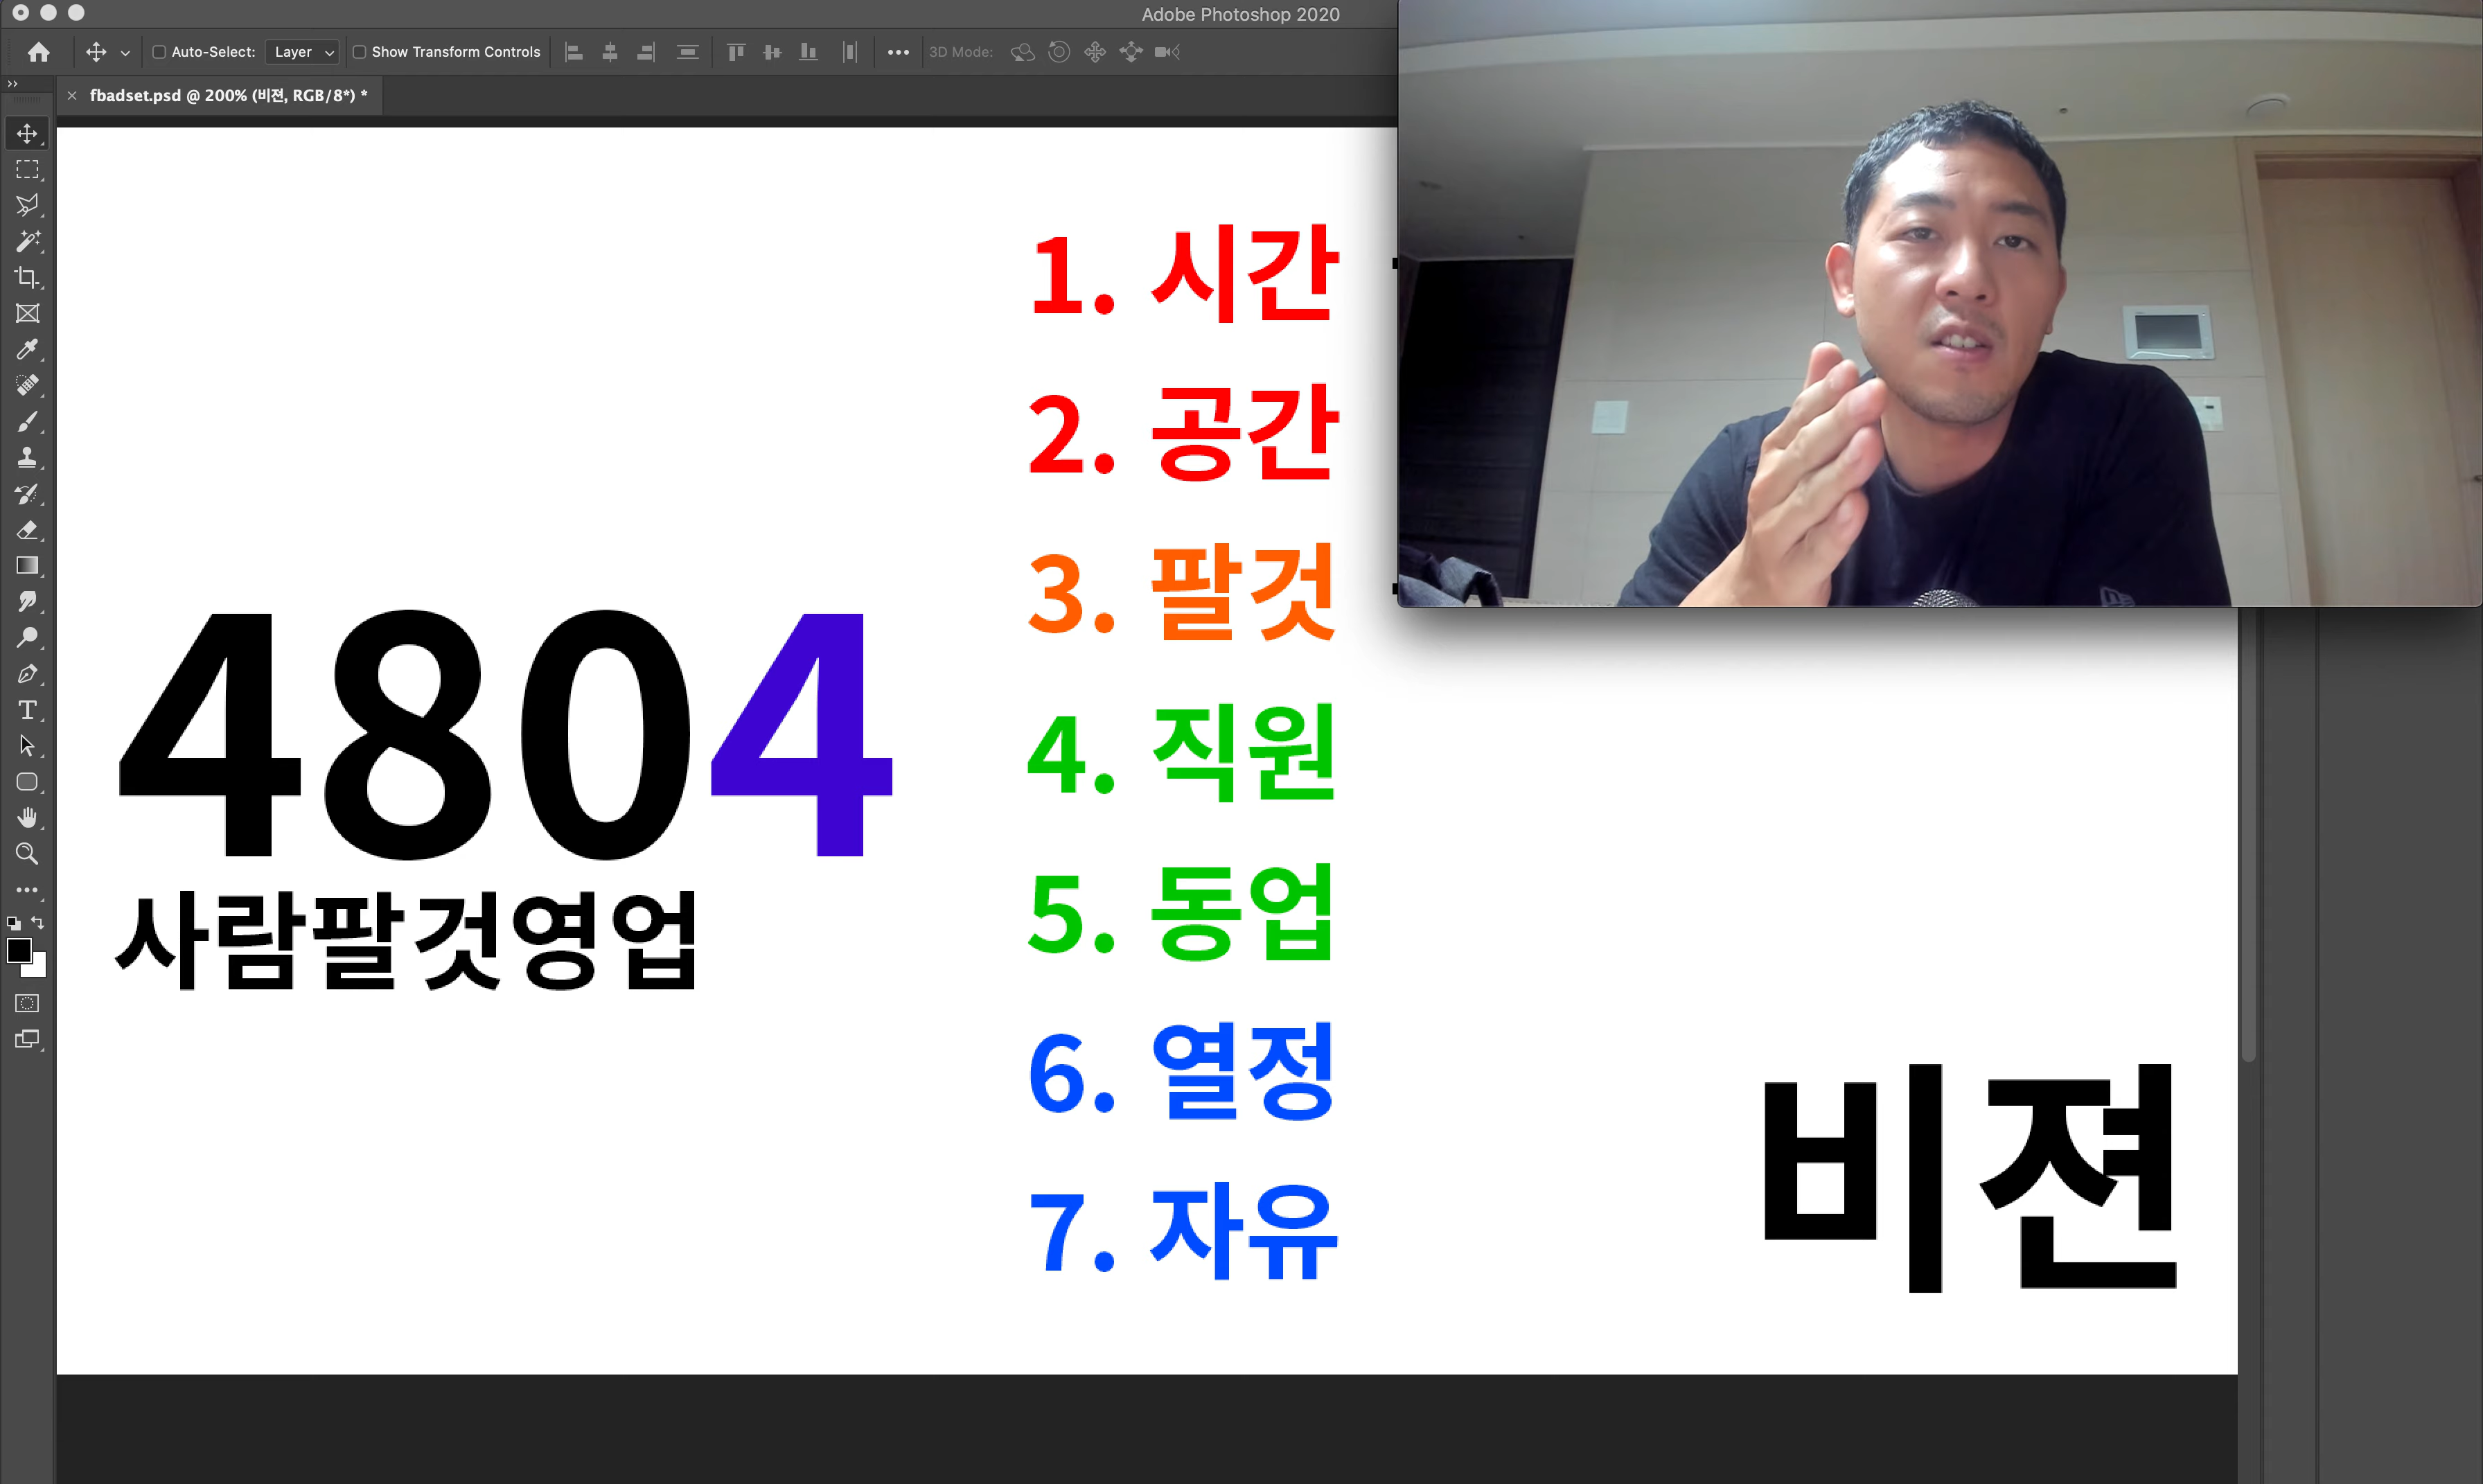 Adobe Photoshop 2020
Auto-Select: Layer Show Transform Controls 3D Mode:
fbadset.psd @ 200% (비젼, RGB/8*) *
1. 시간
2. 공간
3. 팔것
4. 직원
5. 동업
6. 열정
7. 자유
4804
사람팔것영업
비젼